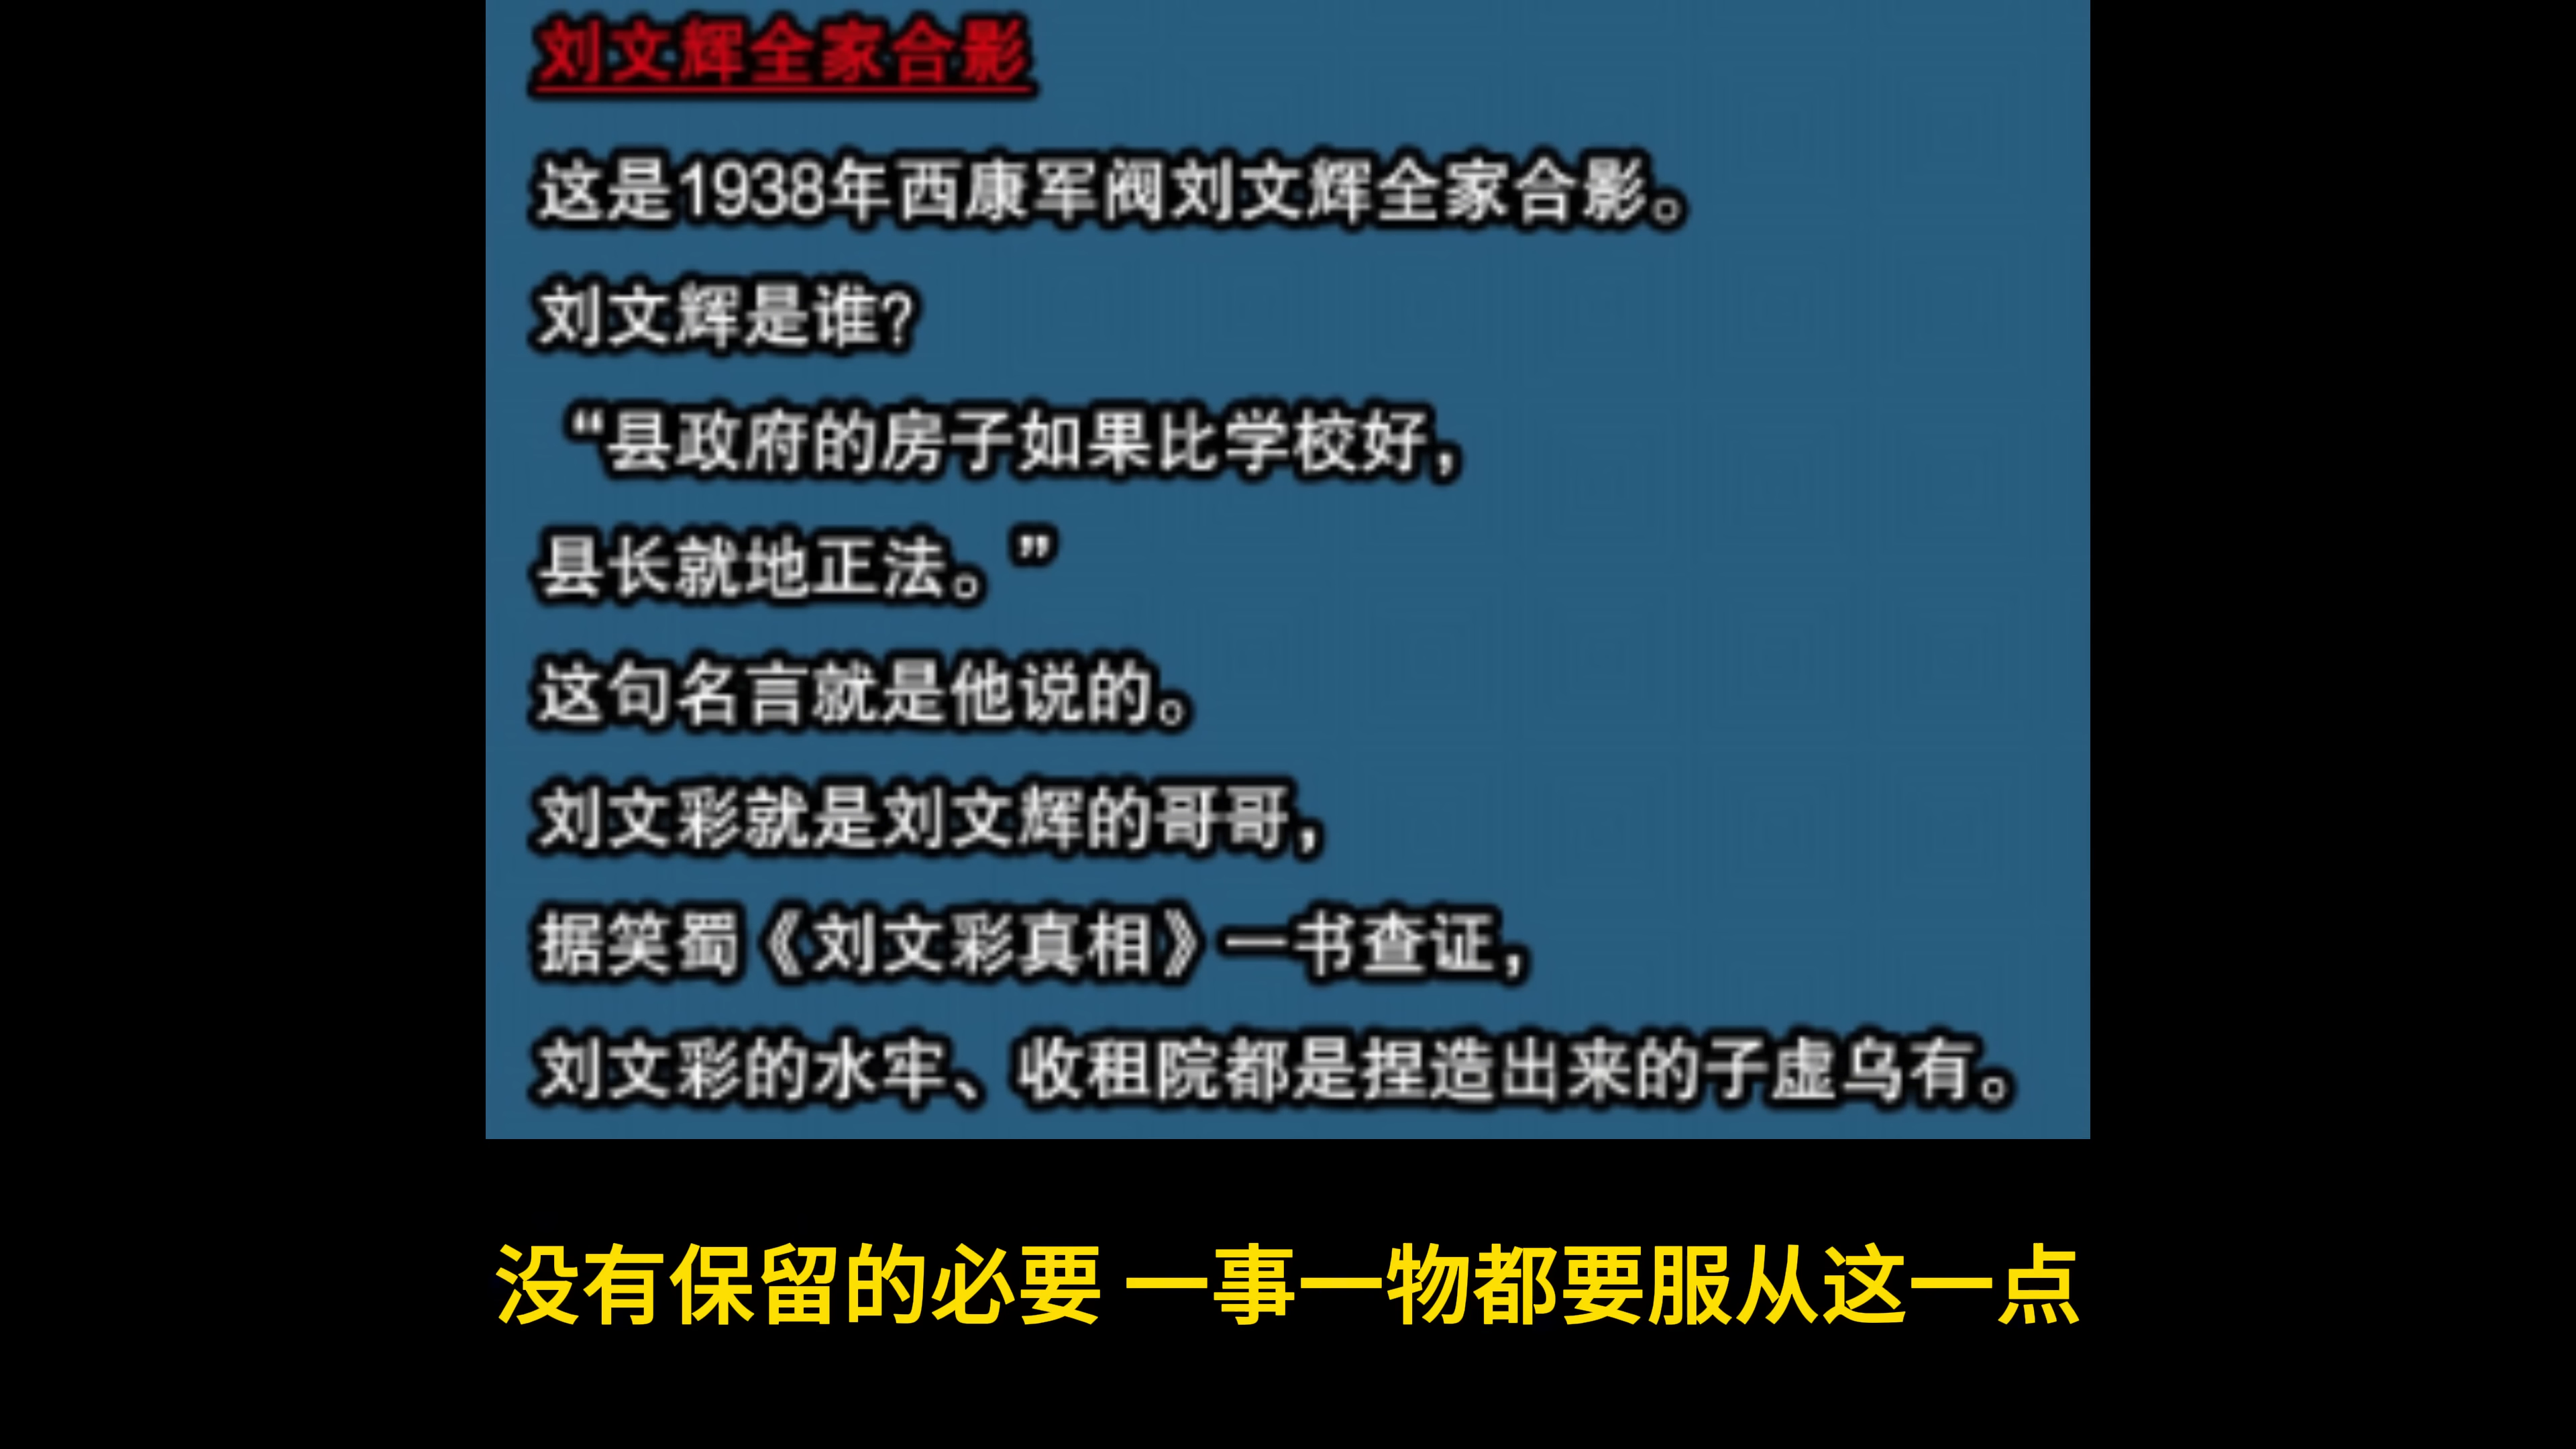 刘文辉全家合影
这是1938年西康军阀刘文辉全家合影。
刘文辉是谁?
“县政府的房子如果比学校好,
县长就地正法。”
这句名言就是他说的。
刘文彩就是刘文辉的哥哥,
据笑蜀《刘文彩真相》一书查证,
刘文彩的水牢、收租院都是捏造出来的子虚乌有。
没有保留的必要 一事一物都要服从这一点